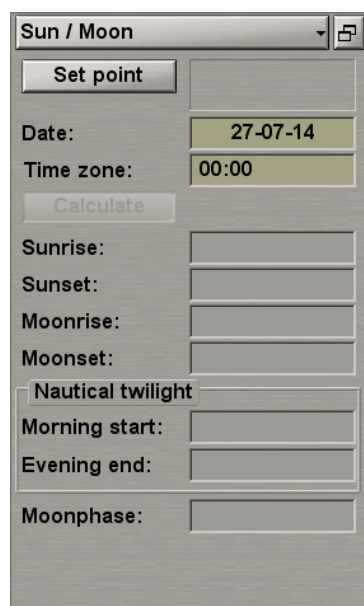 Sun / Moon
Set point
Date: 27-07-14
Time zone: 00:00
Calculate
Sunrise:
Sunset:
Moonrise:
Moonset:
Nautical twilight
Morning start:
Evening end:
Moonphase: